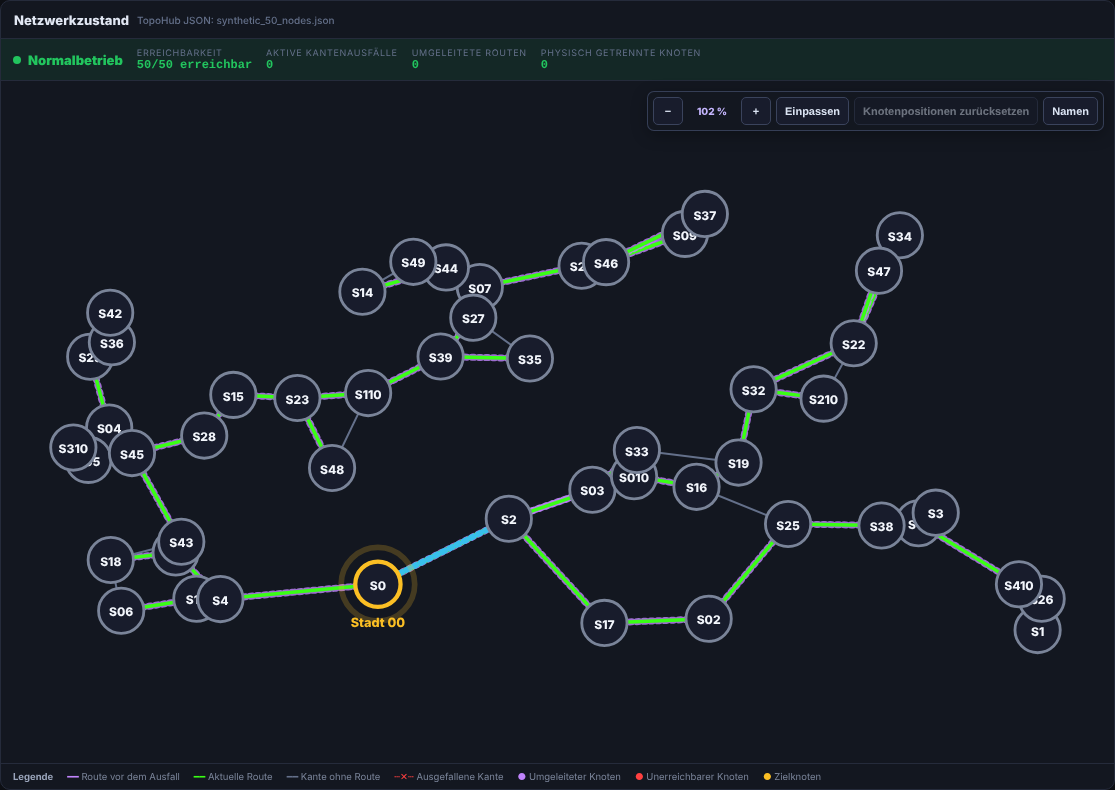 Netzwerkzustand TopoHub JSON: synthetic_50_nodes.json
Normalbetrieb
ERREICHBARKEIT AKTIVE KANTENAUSFÄLLE UMGELEITETE ROUTEN PHYSISCH GETRENNTE KNOTEN
50/50 erreichbar 0 0 0
− 102 % + Einpassen Knotenpositionen zurücksetzen Namen
S37
S34
S09
S49
S44
S46
S47
S14
S07
S42
S27
S36
S22
S39
S35
S15
S23
S110
S32
S210
S04
S28
S310
S45
S33
S19
S48
S010
S03
S16
S2
S25
S38
S3
S43
S18
S0
S410
S4
S06
S02
S17
S1
Stadt 00
Legende Route vor dem Ausfall Aktuelle Route Kante ohne Route Ausgefallene Kante Umgeleiteter Knoten Unerreichbarer Knoten Zielknoten